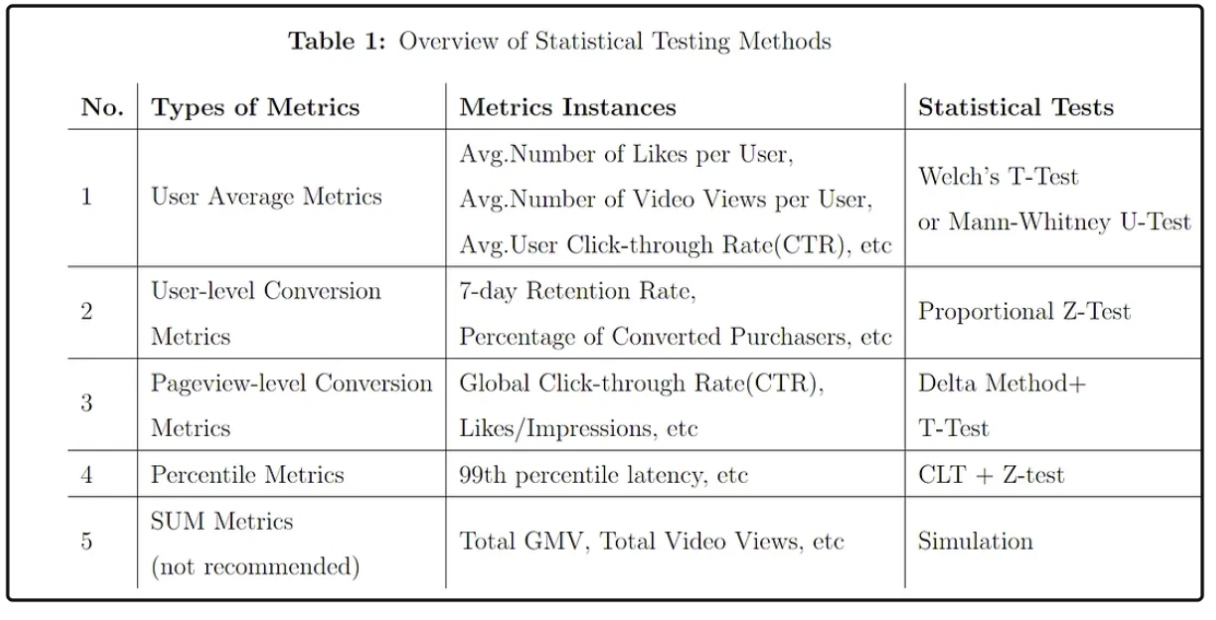 Table 1: Overview of Statistical Testing Methods
No. Types of Metrics Metrics Instances Statistical Tests
1 User Average Metrics
Avg.Number of Likes per User,
Avg.Number of Video Views per User,
Avg.User Click-through Rate(CTR), etc
Welch's T-Test
or Mann-Whitney U-Test
2
User-level Conversion
Metrics
7-day Retention Rate,
Percentage of Converted Purchasers, etc
Proportional Z-Test
3
Pageview-level Conversion
Metrics
Global Click-through Rate(CTR),
Likes/Impressions, etc
Delta Method+
T-Test
4 Percentile Metrics 99th percentile latency, etc CLT + Z-test
5
SUM Metrics
(not recommended)
Total GMV, Total Video Views, etc
Simulation